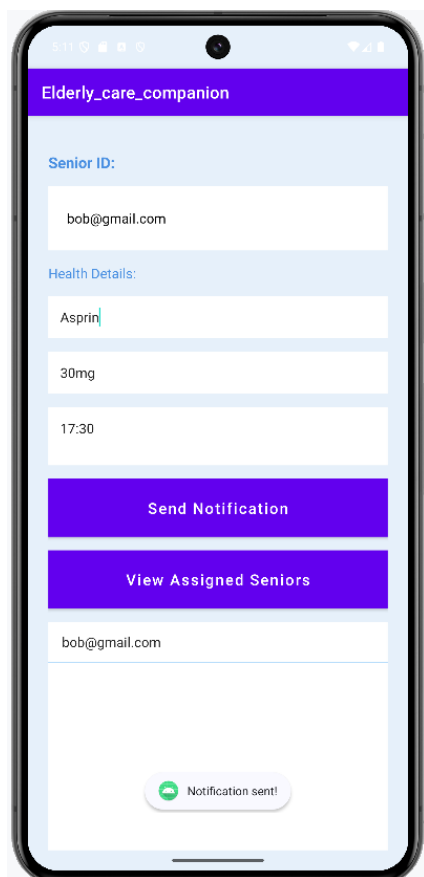 5:11
Elderly_care_companion
Senior ID:
bob@gmail.com
Health Details:
Asprin
30mg
17:30
Send Notification
View Assigned Seniors
bob@gmail.com
Notification sent!